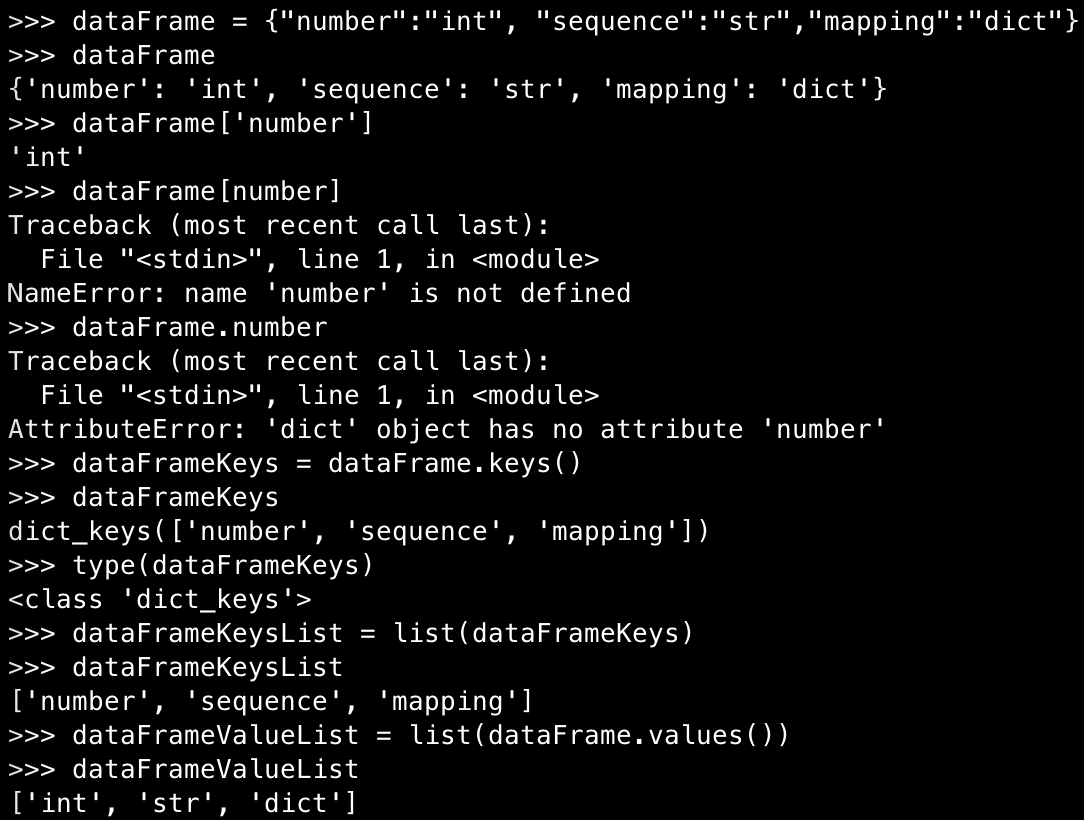 >>> dataFrame = {"number":"int", "sequence":"str","mapping":"dict"}
>>> dataFrame
{'number': 'int', 'sequence': 'str', 'mapping': 'dict'}
>>> dataFrame['number']
'int'
>>> dataFrame[number]
Traceback (most recent call last):
  File "<stdin>", line 1, in <module>
NameError: name 'number' is not defined
>>> dataFrame.number
Traceback (most recent call last):
  File "<stdin>", line 1, in <module>
AttributeError: 'dict' object has no attribute 'number'
>>> dataFrameKeys = dataFrame.keys()
>>> dataFrameKeys
dict_keys(['number', 'sequence', 'mapping'])
>>> type(dataFrameKeys)
<class 'dict_keys'>
>>> dataFrameKeysList = list(dataFrameKeys)
>>> dataFrameKeysList
['number', 'sequence', 'mapping']
>>> dataFrameValueList = list(dataFrame.values())
>>> dataFrameValueList
['int', 'str', 'dict']